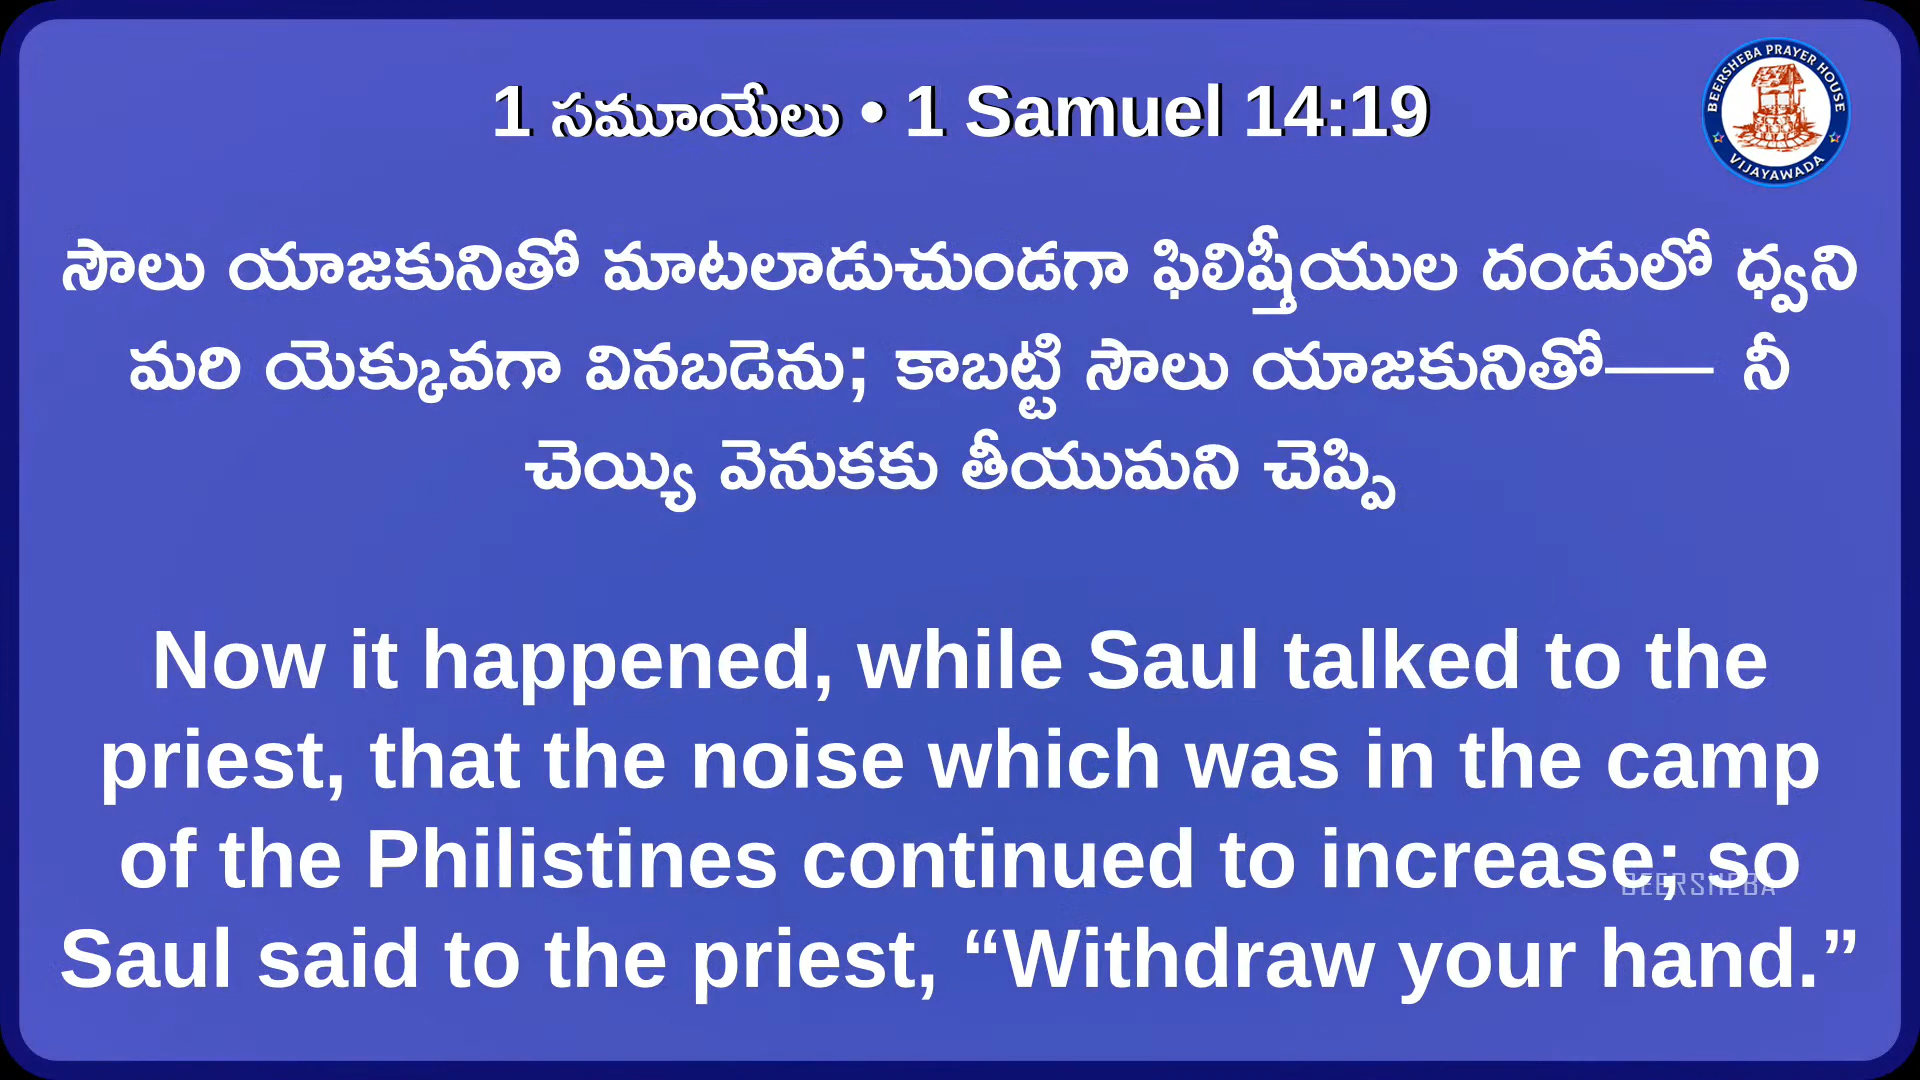 1 సమూయేలు • 1 Samuel 14:19
BEERSHEBA PRAYER HOUSE
VIJAYAWADA
సౌలు యాజకునితో మాటలాడుచుండగా ఫిలిష్తీయుల దండులో ధ్వని
మరి యెక్కువగా వినబడెను; కాబట్టి సౌలు యాజకునితో—– నీ
చెయ్యి వెనుకకు తీయుమని చెప్పి
Now it happened, while Saul talked to the
priest, that the noise which was in the camp
of the Philistines continued to increase; so
BEERSHEBA
Saul said to the priest, “Withdraw your hand.”